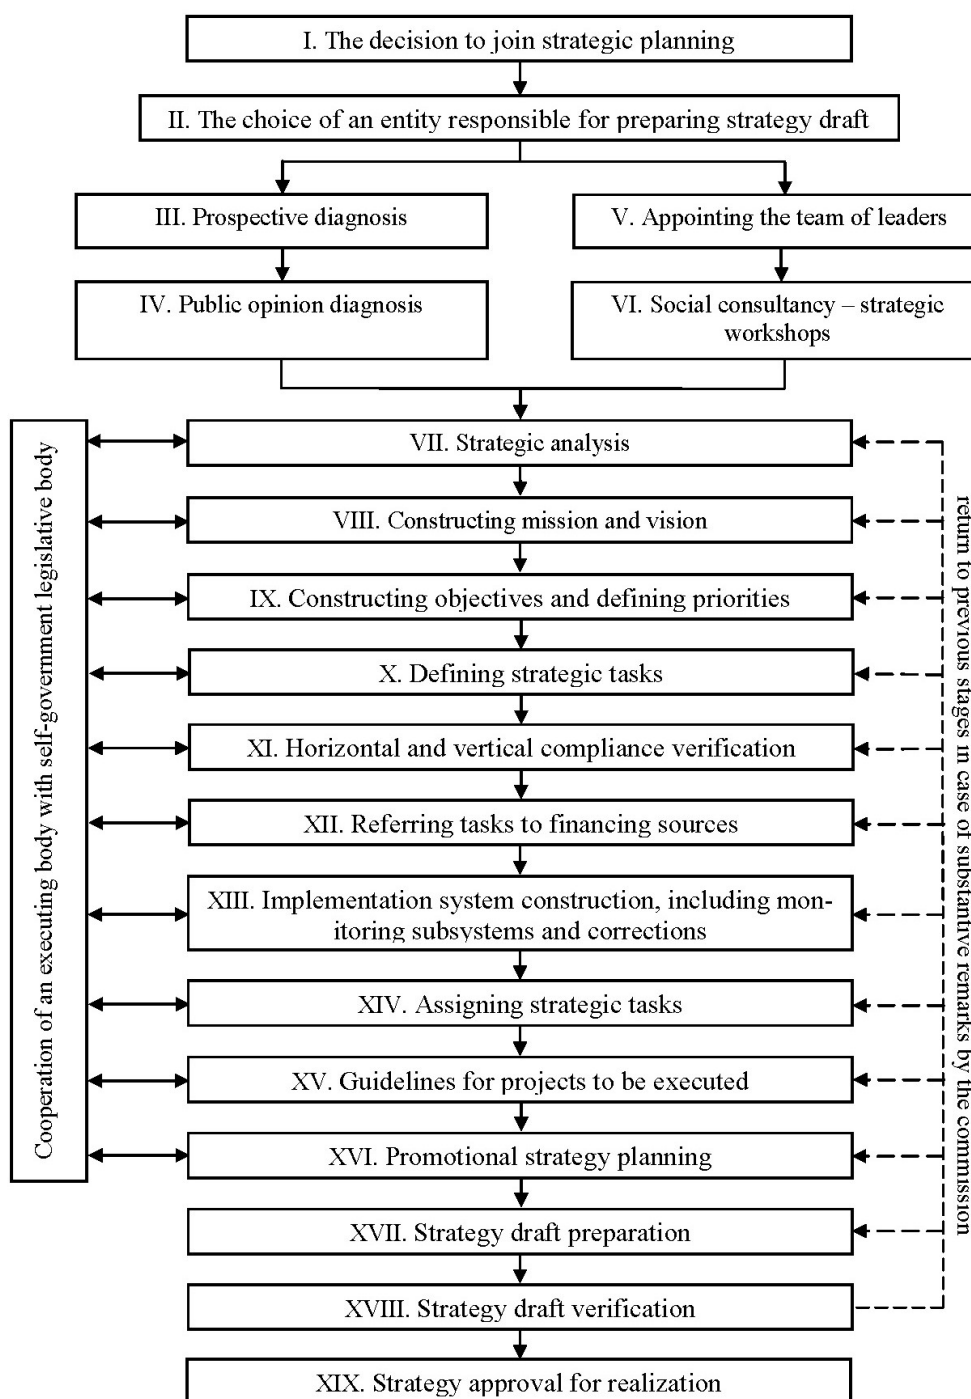 I. The decision to join strategic planning
II. The choice of an entity responsible for preparing strategy draft
III. Prospective diagnosis
V. Appointing the team of leaders
IV. Public opinion diagnosis
VI. Social consultancy – strategic
workshops
Cooperation of an executing body with self-government legislative body
VII. Strategic analysis
VIII. Constructing mission and vision
IX. Constructing objectives and defining priorities
X. Defining strategic tasks
XI. Horizontal and vertical compliance verification
XII. Referring tasks to financing sources
XIII. Implementation system construction, including mon-
itoring subsystems and corrections
XIV. Assigning strategic tasks
XV. Guidelines for projects to be executed
XVI. Promotional strategy planning
XVII. Strategy draft preparation
XVIII. Strategy draft verification
XIX. Strategy approval for realization
return to previous stages in case of substantive remarks by the commission